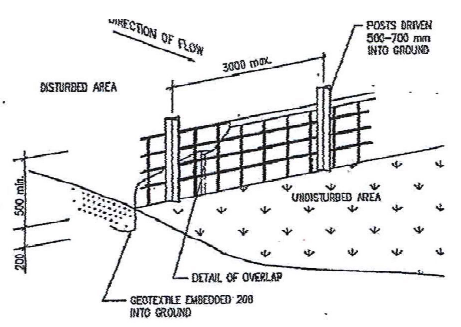 DIRECTION OF FLOW
POSTS DRIVEN
500-700 mm
INTO GROUND
3000 max.
DISTURBED AREA
UNDISTURBED AREA
500 min.
200
DETAIL OF OVERLAP
GEOTEXTILE EMBEDDED 200
INTO GROUND